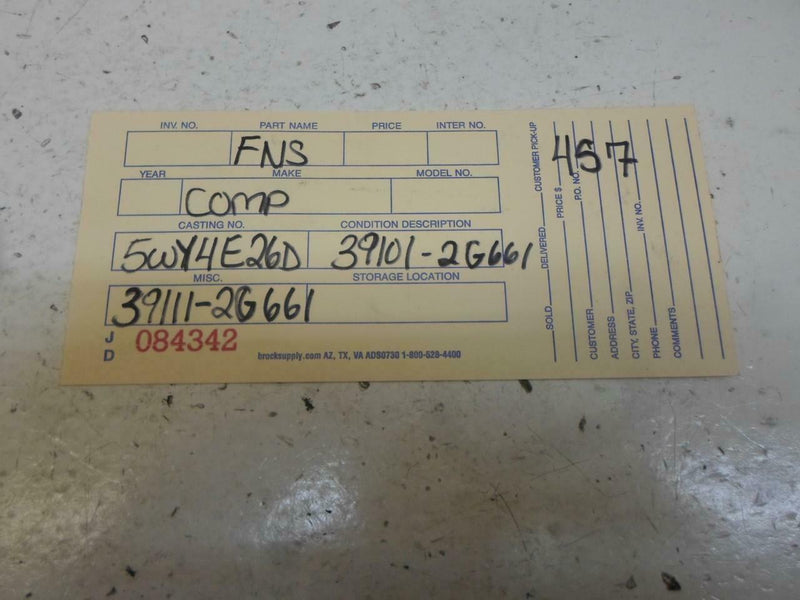 INV. NO. PART NAME PRICE INTER NO.
FNS
YEAR MAKE MODEL NO.
COMP
CASTING NO. CONDITION DESCRIPTION
5WY4E26D 39101-2G661
MISC. STORAGE LOCATION
39111-2G661
JD 084342
brocksupply.com AZ, TX, VA ADS0730 1-800-528-4400
457
SOLD DELIVERED CUSTOMER PICK-UP
PRICE $
CUSTOMER P.O. NO.
ADDRESS
CITY, STATE, ZIP INV. NO.
PHONE
COMMENTS